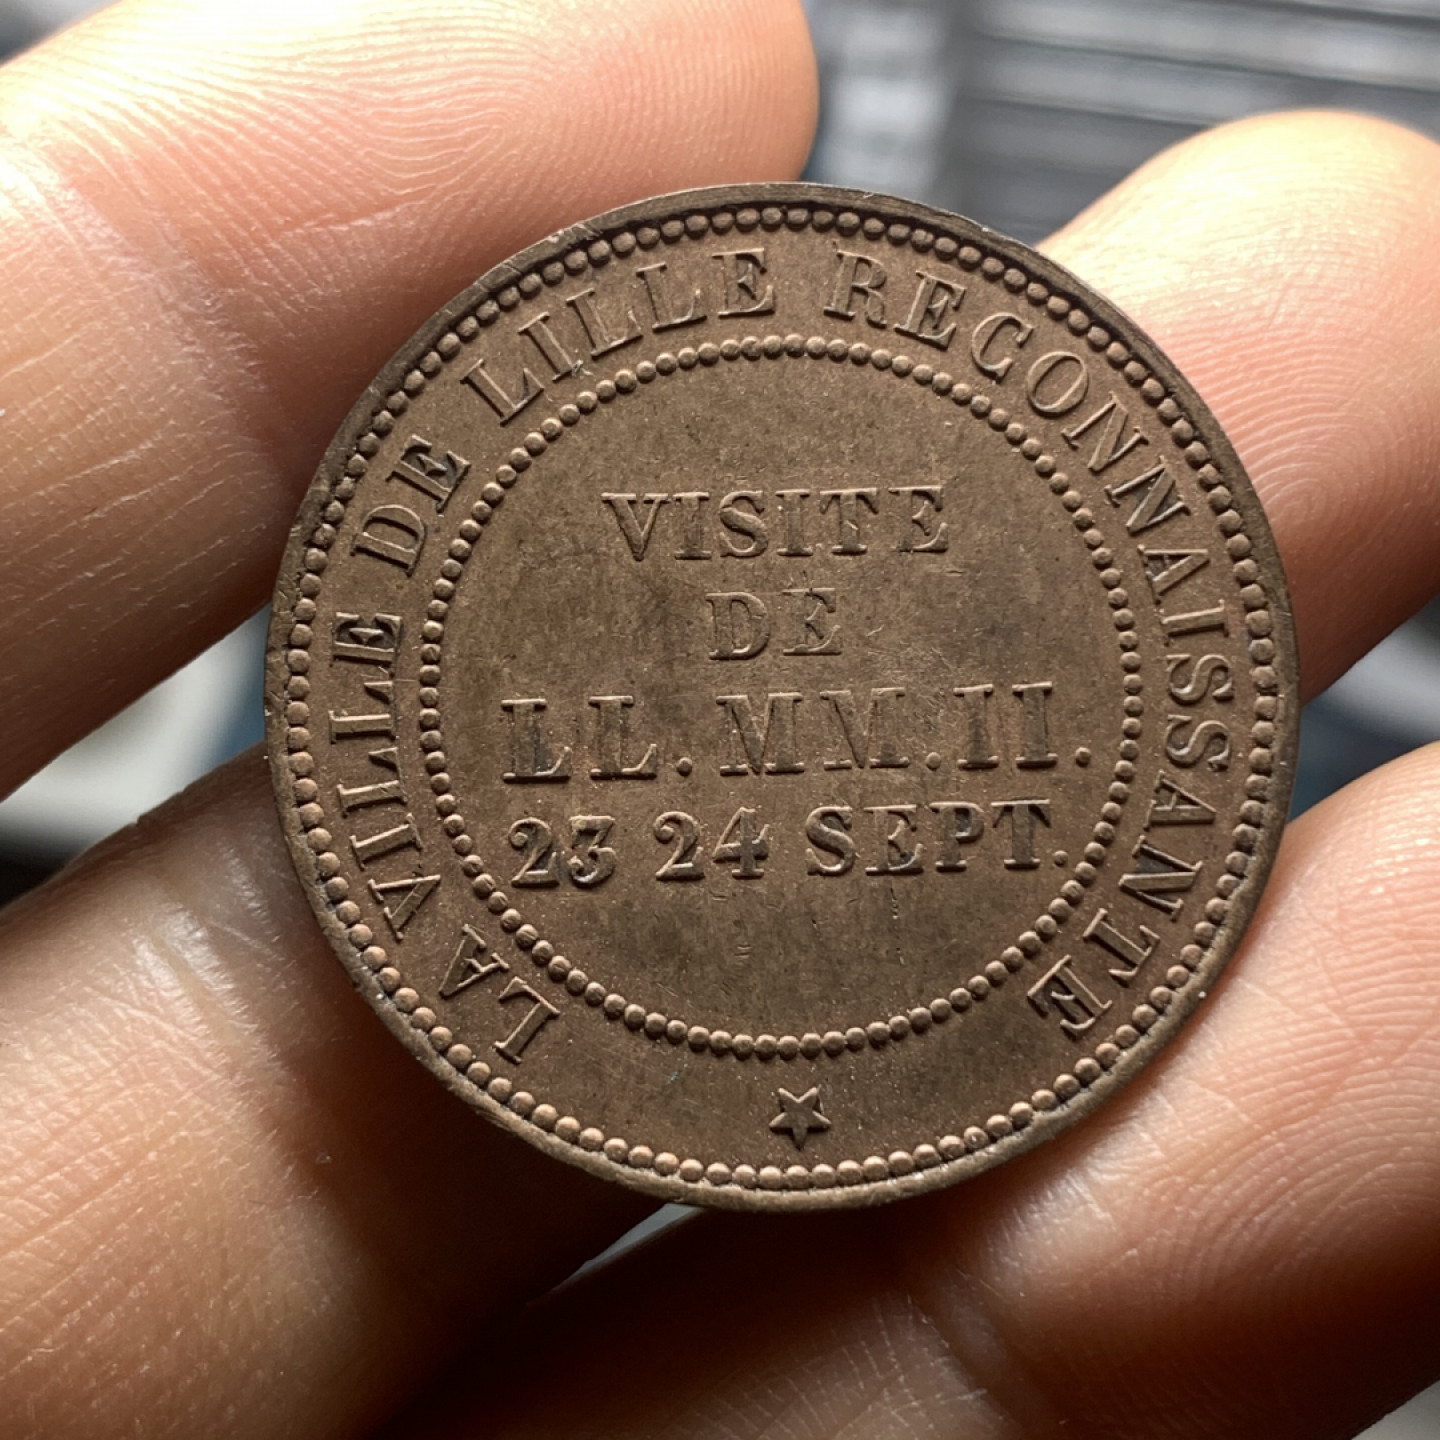 LA VILLE DE LILLE RECONNAISSANTE
VISITE
DE
LL.MM.II.
23 24 SEPT.